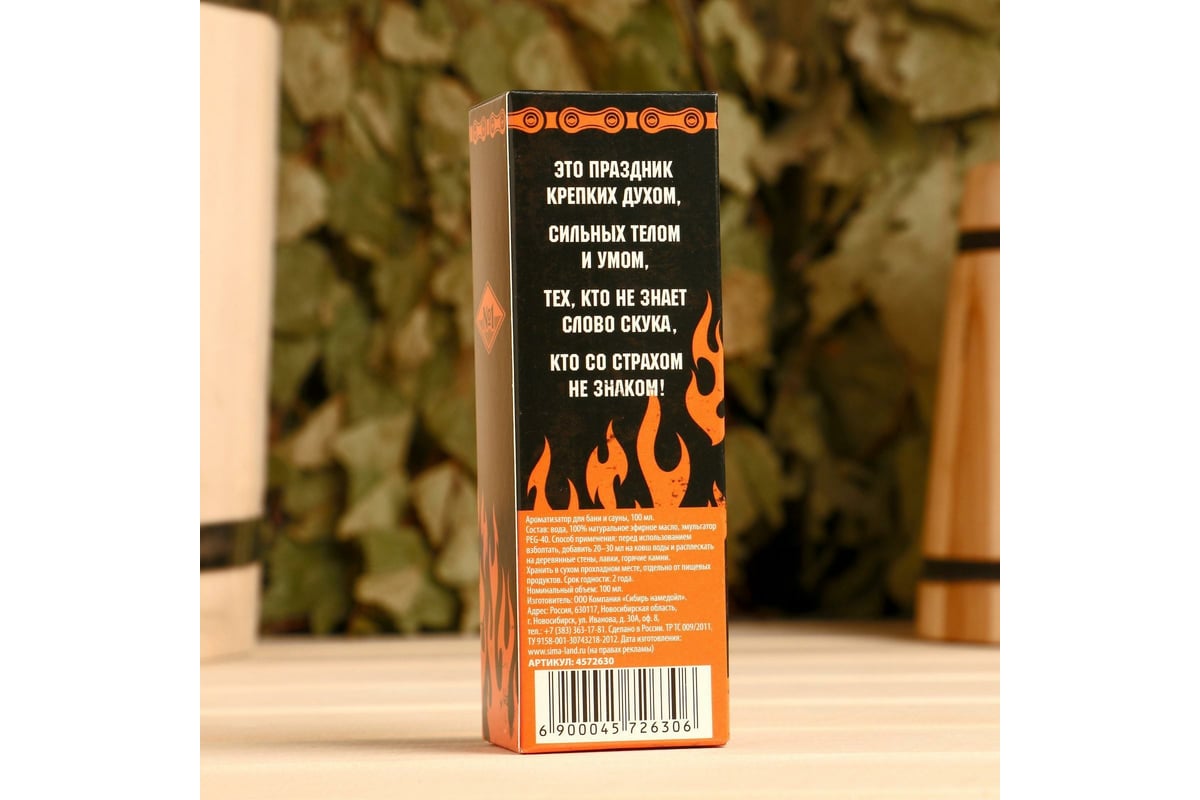 ЭТО ПРАЗДНИК
КРЕПКИХ ДУХОМ,
СИЛЬНЫХ ТЕЛОМ
И УМОМ,
ТЕХ, КТО НЕ ЗНАЕТ
СЛОВО СКУКА,
КТО СО СТРАХОМ
НЕ ЗНАКОМ!
№1
Ароматизатор для бани и сауны, 100 мл.
Состав: вода, 100% натуральное эфирное масло, эмульгатор
PEG-40. Способ применения: перед использованием
взболтать, добавить 20–30 мл на ковш воды и расплескать
на деревянные стены, лавки, горячие камни.
Хранить в сухом прохладном месте, отдельно от пищевых
продуктов. Срок годности: 2 года.
Номинальный объем: 100 мл.
Изготовитель: ООО Компания «Сибирь намедойл».
Адрес: Россия, 630117, Новосибирская область,
г. Новосибирск, ул. Иванова, д. 30А, оф. 8,
тел.: +7 (383) 363-17-81. Сделано в России. ТР ТС 009/2011.
ТУ 9158-001-30743218-2012. Дата изготовления:
www.sima-land.ru (на правах рекламы)
АРТИКУЛ: 4572630
6 900045 726306